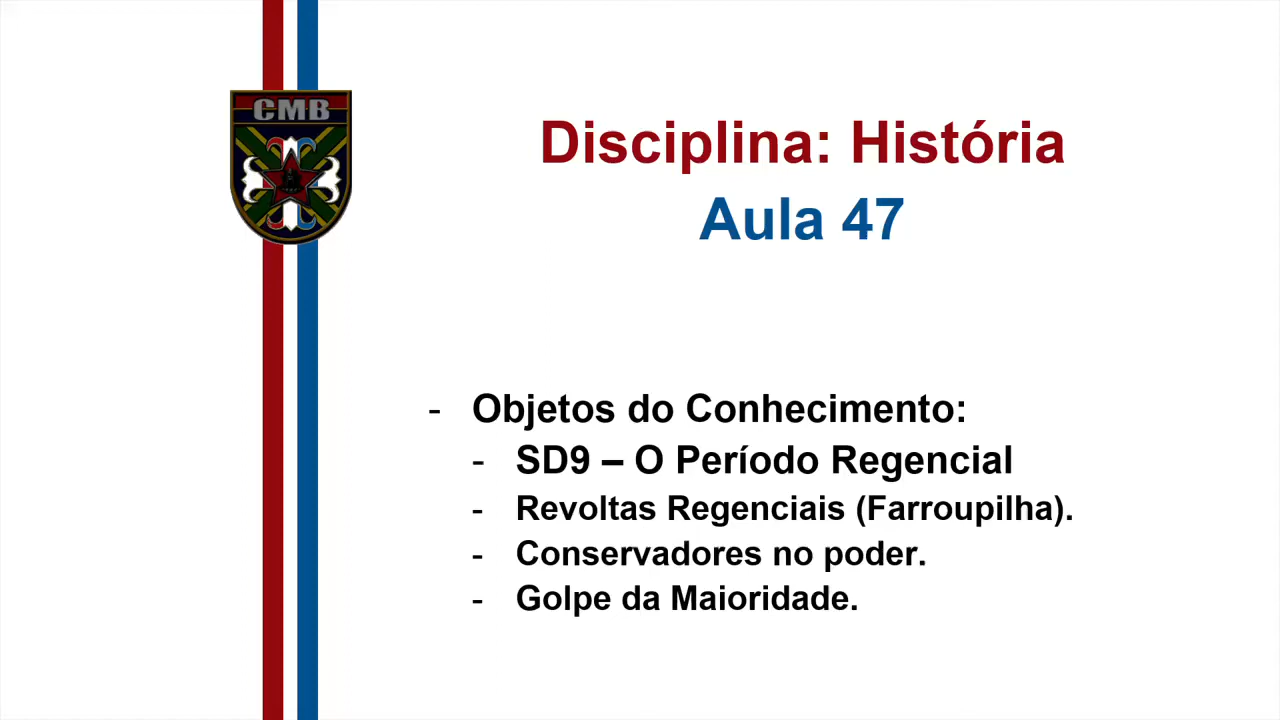 CMB
Disciplina: História
Aula 47
- Objetos do Conhecimento:
- SD9 – O Período Regencial
- Revoltas Regenciais (Farroupilha).
- Conservadores no poder.
- Golpe da Maioridade.